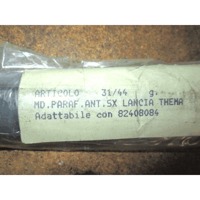 ARTICOLO 31/44 g.
MD.PARAF.ANT.SX LANCIA THEMA
Adattabile con 82408084